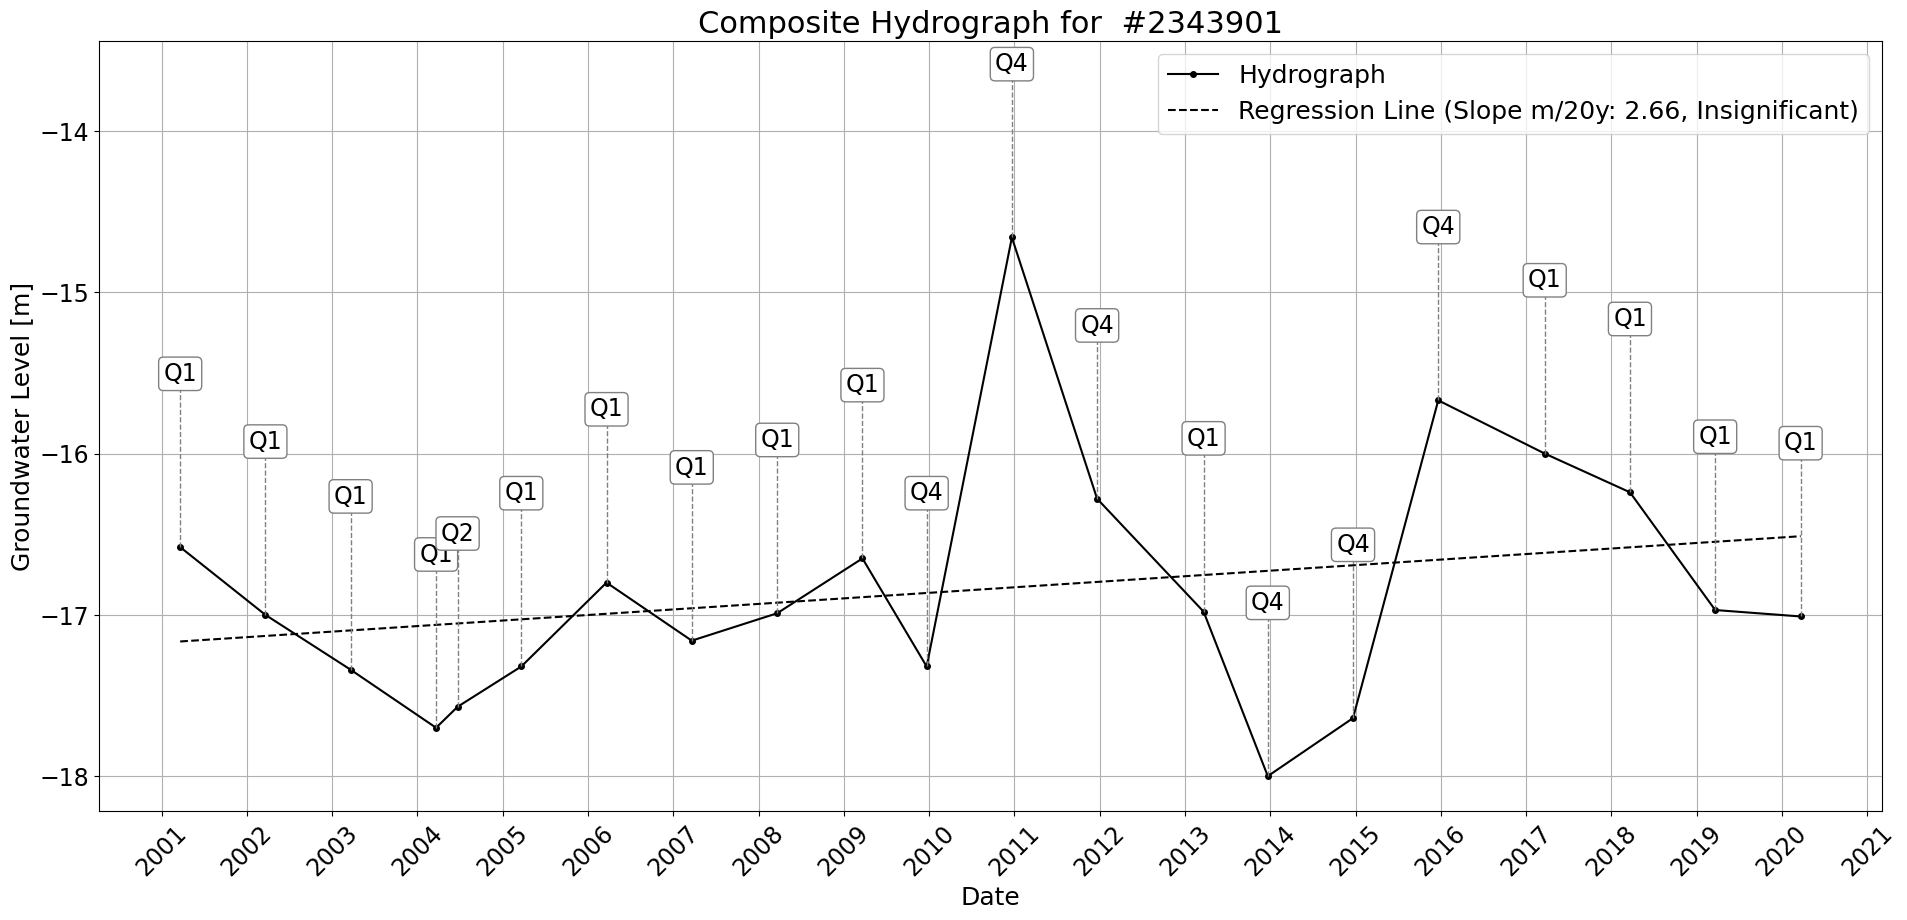 Composite Hydrograph for  #2343901
Hydrograph
Regression Line (Slope m/20y: 2.66, Insignificant)
Groundwater Level [m]
−14
−15
−16
−17
−18
Q1
Q1
Q1
Q1
Q2
Q1
Q1
Q1
Q1
Q1
Q4
Q4
Q4
Q1
Q4
Q4
Q4
Q1
Q1
Q1
Q1
2001
2002
2003
2004
2005
2006
2007
2008
2009
2010
2011
2012
2013
2014
2015
2016
2017
2018
2019
2020
2021
Date